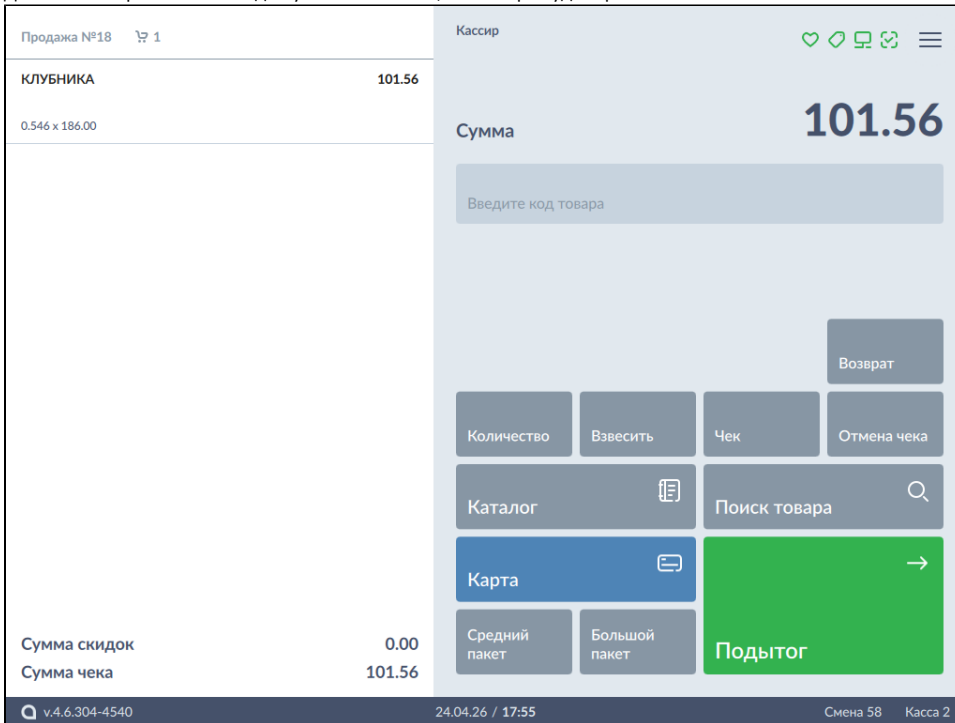 Продажа №18 1
КЛУБНИКА 101.56
0.546 x 186.00
Сумма скидок 0.00
Сумма чека 101.56
Кассир
Сумма 101.56
Введите код товара
Возврат
Количество Взвесить Чек Отмена чека
Каталог Поиск товара
Карта
Средний пакет
Большой пакет
Подытог
v.4.6.304-4540 24.04.26 / 17:55 Смена 58 Касса 2